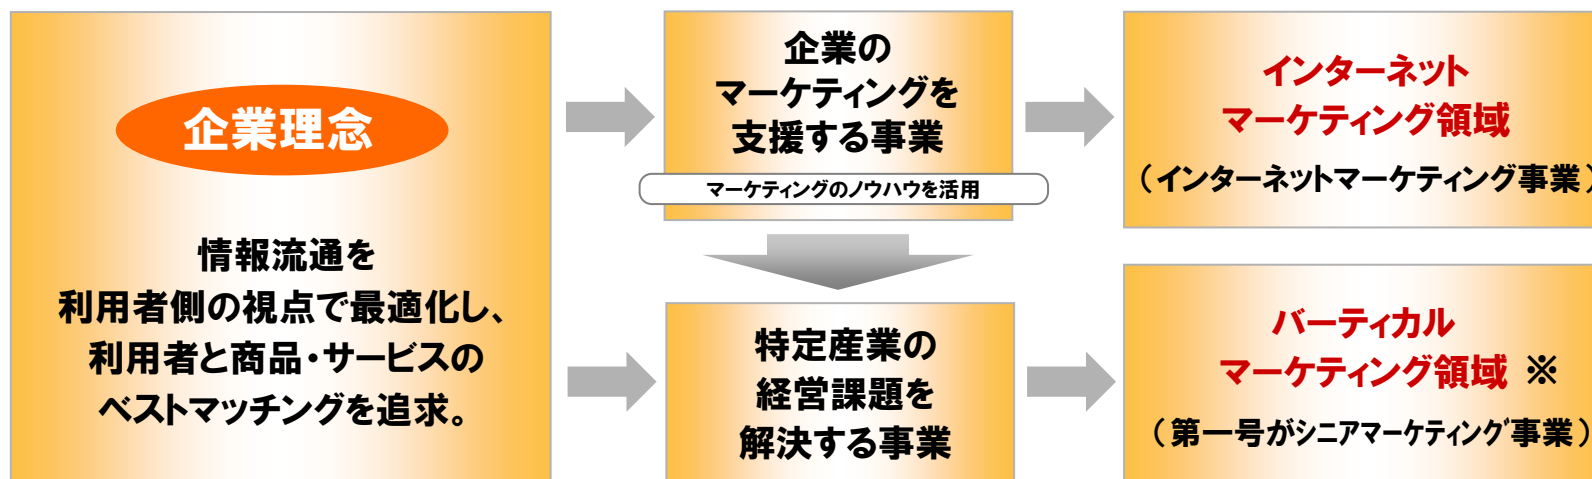 企業理念
情報流通を
利用者側の視点で最適化し、
利用者と商品・サービスの
ベストマッチングを追求。
企業の
マーケティングを
支援する事業
マーケティングのノウハウを活用
特定産業の
経営課題を
解決する事業
インターネット
マーケティング領域
（インターネットマーケティング事業）
バーティカル
マーケティング領域 ※
（第一号がシニアマーケティング事業）